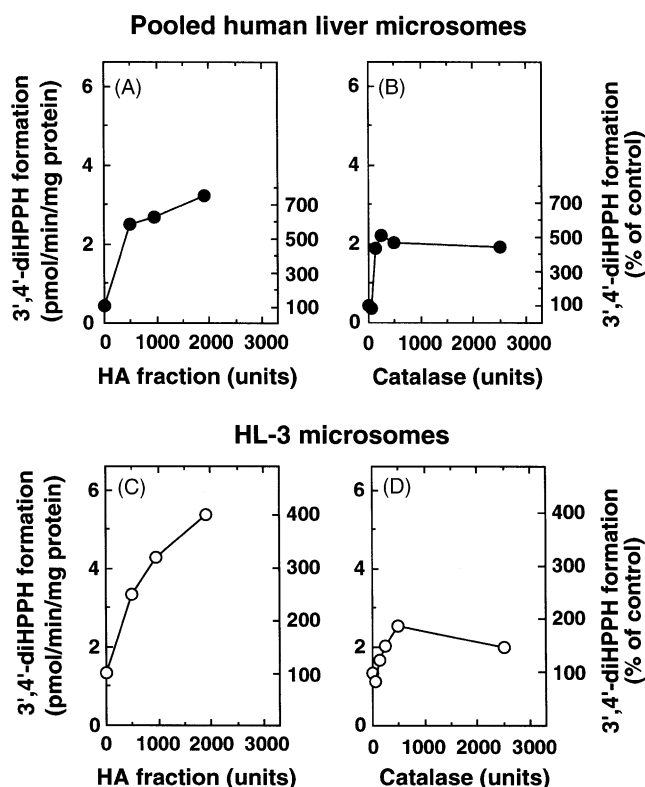 Pooled human liver microsomes
3',4'-diHPPH formation
(pmol/min/mg protein)
6
4
2
0
(A)
700
500
300
100
0
1000
2000
3000
HA fraction (units)
6
4
2
0
(B)
700
500
300
100
3',4'-diHPPH formation
(% of control)
0
1000
2000
3000
Catalase (units)
HL-3 microsomes
3',4'-diHPPH formation
(pmol/min/mg protein)
6
4
2
0
(C)
400
300
200
100
0
1000
2000
3000
HA fraction (units)
6
4
2
0
(D)
400
300
200
100
3',4'-diHPPH formation
(% of control)
0
1000
2000
3000
Catalase (units)